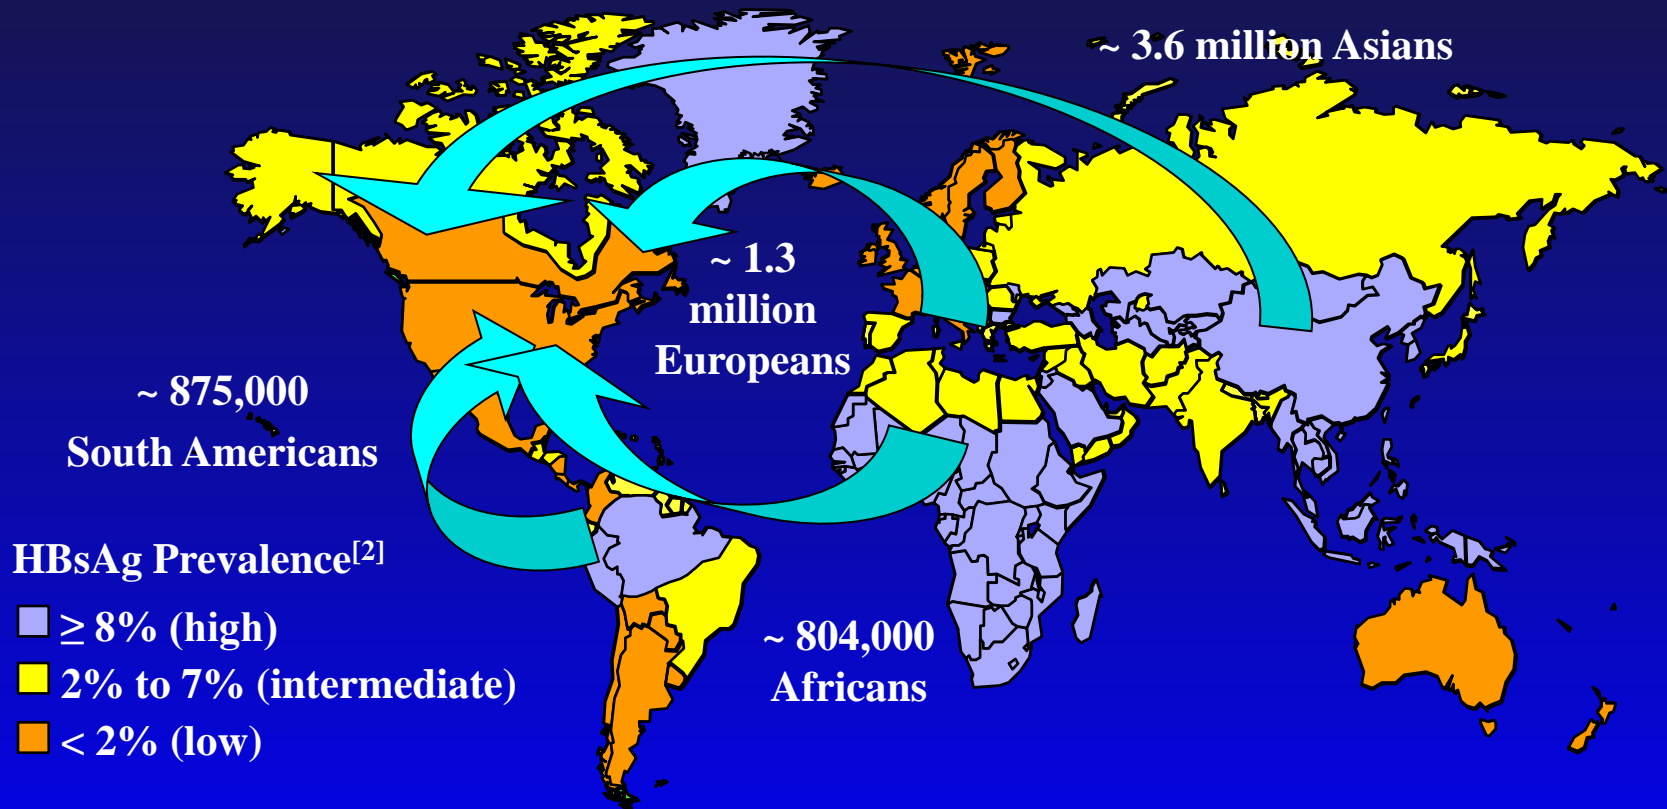 ~ 3.6 million Asians
~ 1.3
million
Europeans
~ 875,000
South Americans
HBsAg Prevalence[2]
≥ 8% (high)
2% to 7% (intermediate)
< 2% (low)
~ 804,000
Africans